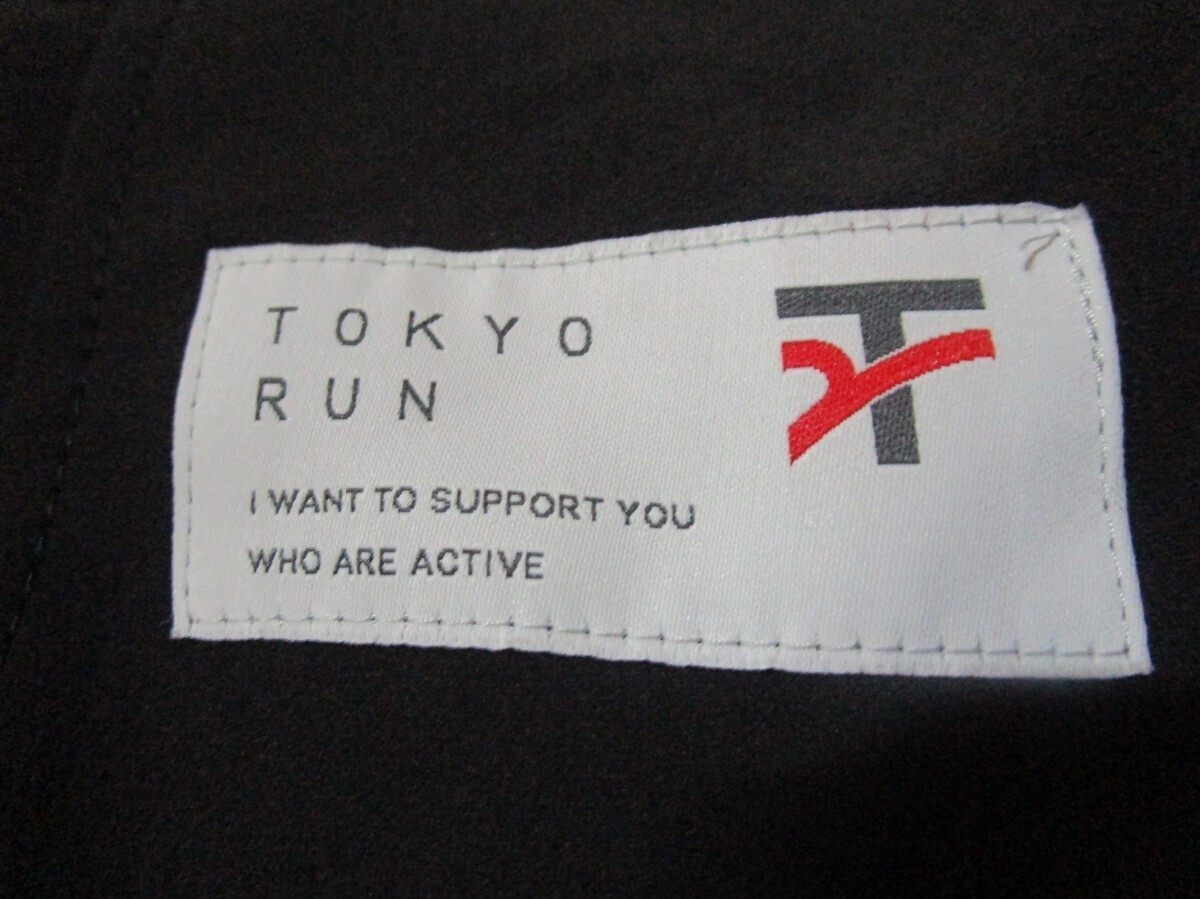 TOKYO
RUN
I WANT TO SUPPORT YOU
WHO ARE ACTIVE